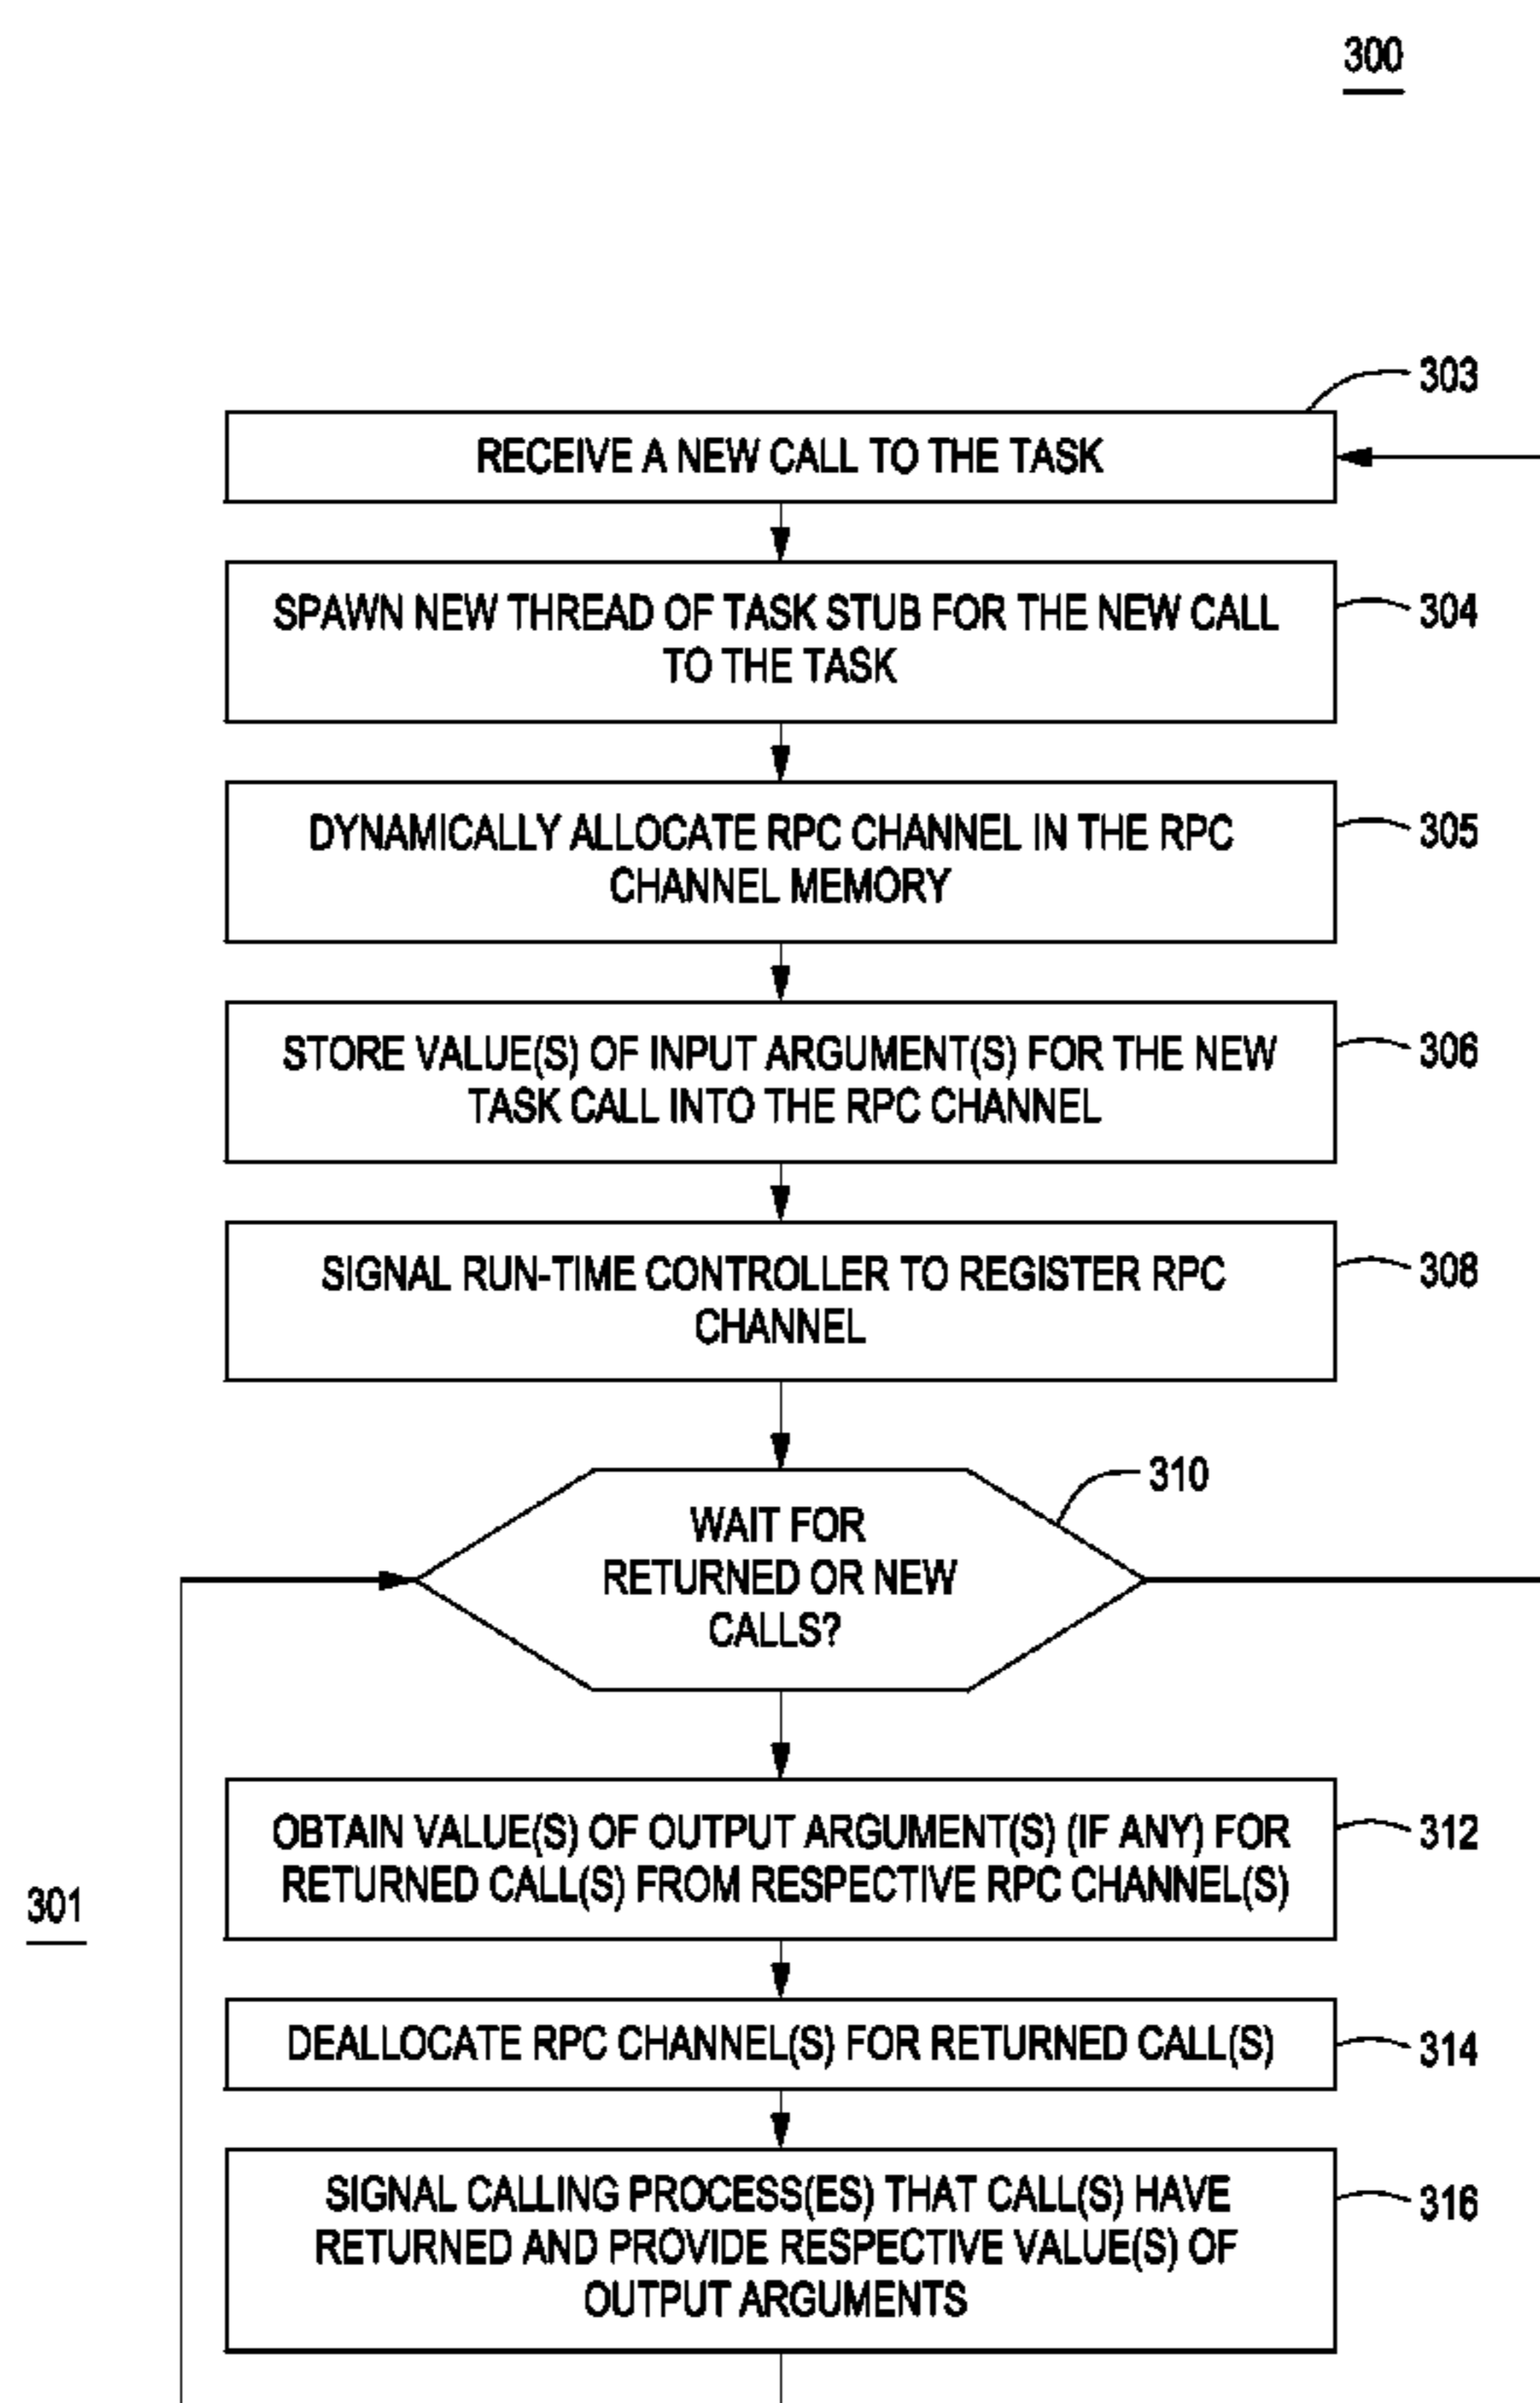 300
303
RECEIVE A NEW CALL TO THE TASK
SPAWN NEW THREAD OF TASK STUB FOR THE NEW CALL
TO THE TASK
304
DYNAMICALLY ALLOCATE RPC CHANNEL IN THE RPC
CHANNEL MEMORY
305
STORE VALUE(S) OF INPUT ARGUMENT(S) FOR THE NEW
TASK CALL INTO THE RPC CHANNEL
306
SIGNAL RUN-TIME CONTROLLER TO REGISTER RPC
CHANNEL
308
310
WAIT FOR
RETURNED OR NEW
CALLS?
OBTAIN VALUE(S) OF OUTPUT ARGUMENT(S) (IF ANY) FOR
RETURNED CALL(S) FROM RESPECTIVE RPC CHANNEL(S)
312
301
DEALLOCATE RPC CHANNEL(S) FOR RETURNED CALL(S)
314
SIGNAL CALLING PROCESS(ES) THAT CALL(S) HAVE
RETURNED AND PROVIDE RESPECTIVE VALUE(S) OF
OUTPUT ARGUMENTS
316